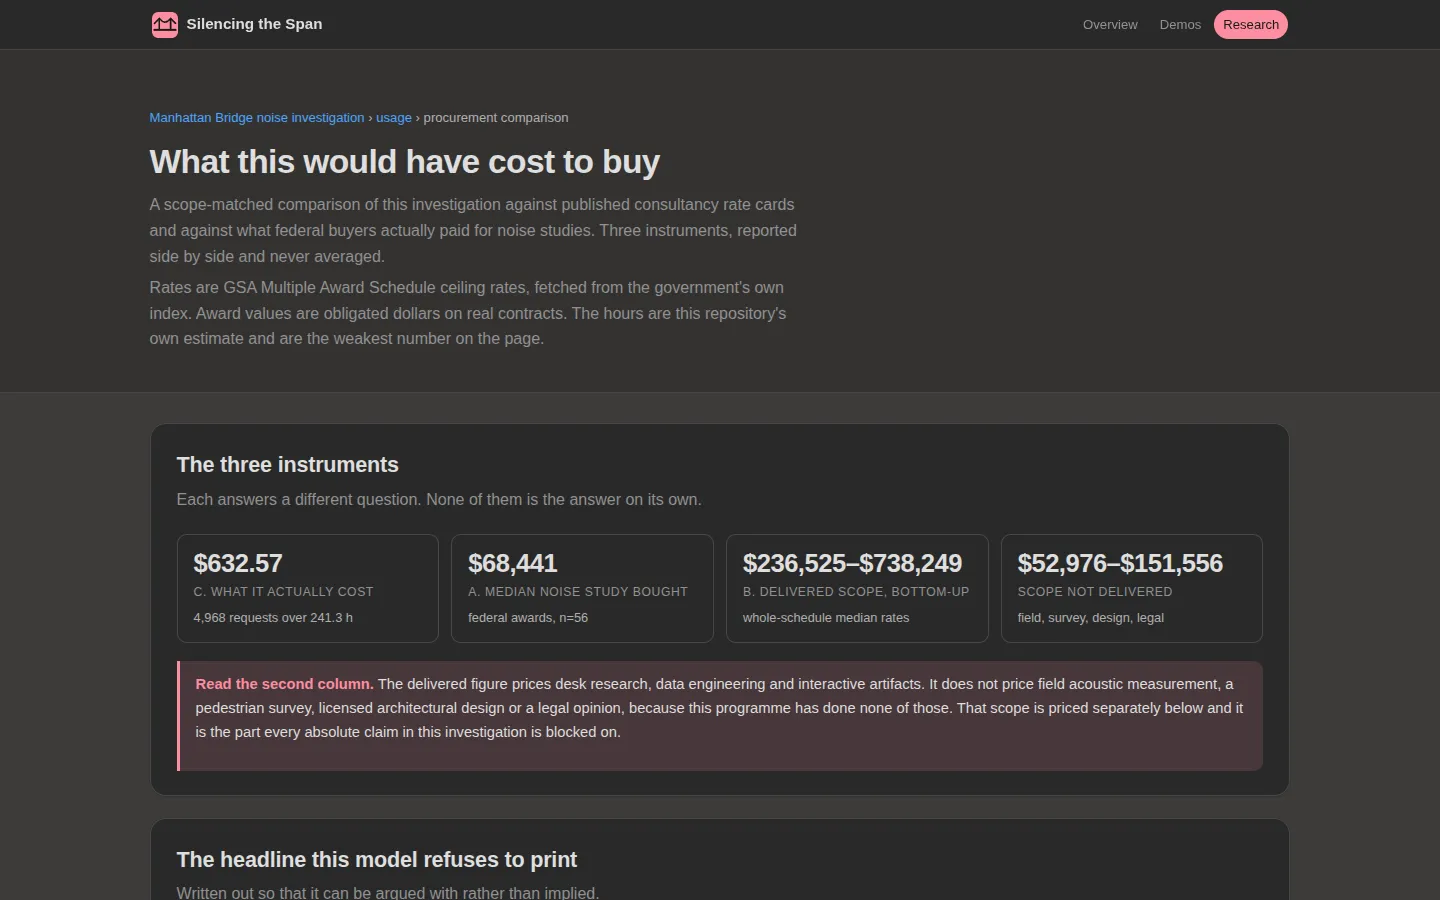 Silencing the Span
Overview Demos Research
Manhattan Bridge noise investigation › usage › procurement comparison
What this would have cost to buy
A scope-matched comparison of this investigation against published consultancy rate cards
and against what federal buyers actually paid for noise studies. Three instruments, reported
side by side and never averaged.
Rates are GSA Multiple Award Schedule ceiling rates, fetched from the government's own
index. Award values are obligated dollars on real contracts. The hours are this repository's
own estimate and are the weakest number on the page.
The three instruments
Each answers a different question. None of them is the answer on its own.
$632.57
C. WHAT IT ACTUALLY COST
4,968 requests over 241.3 h
$68,441
A. MEDIAN NOISE STUDY BOUGHT
federal awards, n=56
$236,525–$738,249
B. DELIVERED SCOPE, BOTTOM-UP
whole-schedule median rates
$52,976–$151,556
SCOPE NOT DELIVERED
field, survey, design, legal
Read the second column. The delivered figure prices desk research, data engineering and interactive artifacts. It does not price field acoustic measurement, a
pedestrian survey, licensed architectural design or a legal opinion, because this programme has done none of those. That scope is priced separately below and it
is the part every absolute claim in this investigation is blocked on.
The headline this model refuses to print
Written out so that it can be argued with rather than implied.